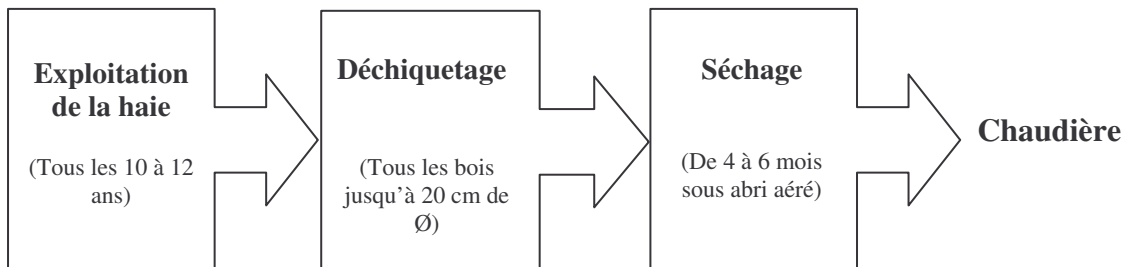 Exploitation
de la haie
(Tous les 10 à 12
ans)
Déchiquetage
(Tous les bois
jusqu’à 20 cm de
Ø)
Séchage
(De 4 à 6 mois
sous abri aéré)
Chaudière